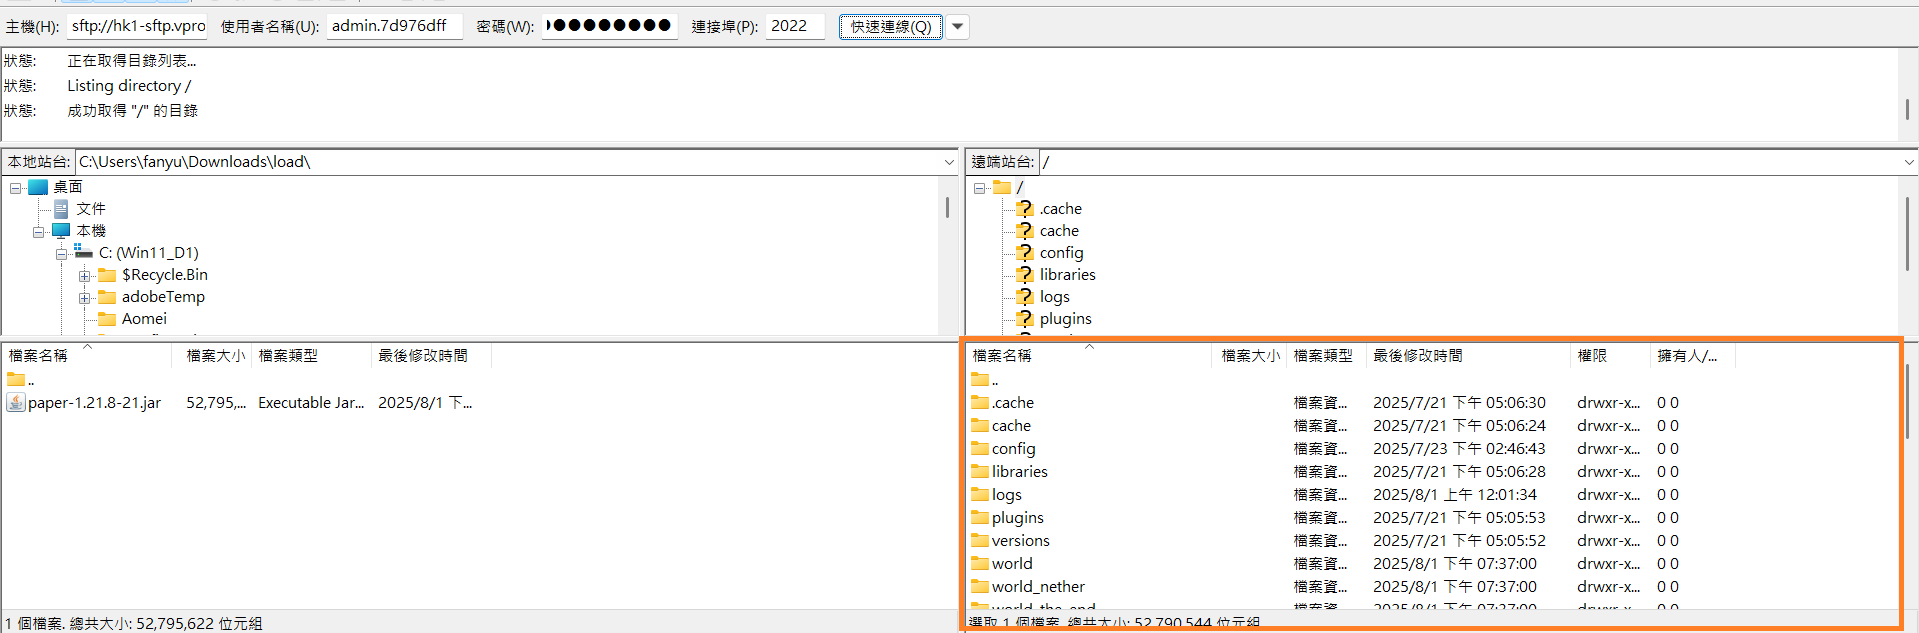 主機(H): sftp://hk1-sftp.vpro 使用者名稱(U): admin.7d976dff 密碼(W): ●●●●●●●●● 連接埠(P): 2022 快速連線(Q)
狀態: 正在取得目錄列表...
狀態: Listing directory /
狀態: 成功取得 "/" 的目錄
本地站台: C:\Users\fanyu\Downloads\load\
桌面
文件
本機
C: (Win11_D1)
$Recycle.Bin
adobeTemp
Aomei
遠端站台: /
/
.cache
cache
config
libraries
logs
plugins
檔案名稱 檔案大小 檔案類型 最後修改時間
..
paper-1.21.8-21.jar 52,795,... Executable Jar... 2025/8/1 下...
1 個檔案. 總共大小: 52,795,622 位元組
檔案名稱 檔案大小 檔案類型 最後修改時間 權限 擁有人/...
..
.cache 檔案資... 2025/7/21 下午 05:06:30 drwxr-x... 0 0
cache 檔案資... 2025/7/21 下午 05:06:24 drwxr-x... 0 0
config 檔案資... 2025/7/23 下午 02:46:43 drwxr-x... 0 0
libraries 檔案資... 2025/7/21 下午 05:06:28 drwxr-x... 0 0
logs 檔案資... 2025/8/1 上午 12:01:34 drwxr-x... 0 0
plugins 檔案資... 2025/7/21 下午 05:05:53 drwxr-x... 0 0
versions 檔案資... 2025/7/21 下午 05:05:52 drwxr-x... 0 0
world 檔案資... 2025/8/1 下午 07:37:00 drwxr-x... 0 0
world_nether 檔案資... 2025/8/1 下午 07:37:00 drwxr-x... 0 0
world_the_end 檔案資... 2025/8/1 下午 07:37:00 drwxr-x... 0 0
選取 1 個檔案. 總共大小: 52,790,544 位元組